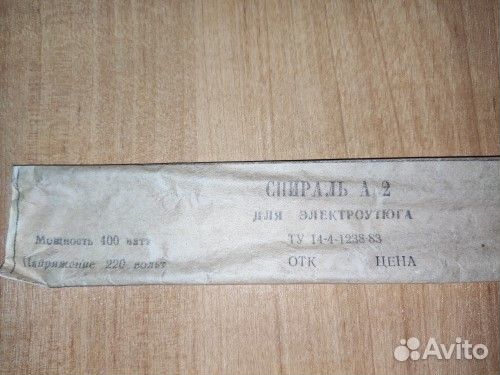 СПИРАЛЬ А 2
ДЛЯ ЭЛЕКТРОУТЮГА
Мощность 400 ватт
ТУ 14-4-1238-83
Напряжение 220 вольт
ОТК ЦЕНА
Avito